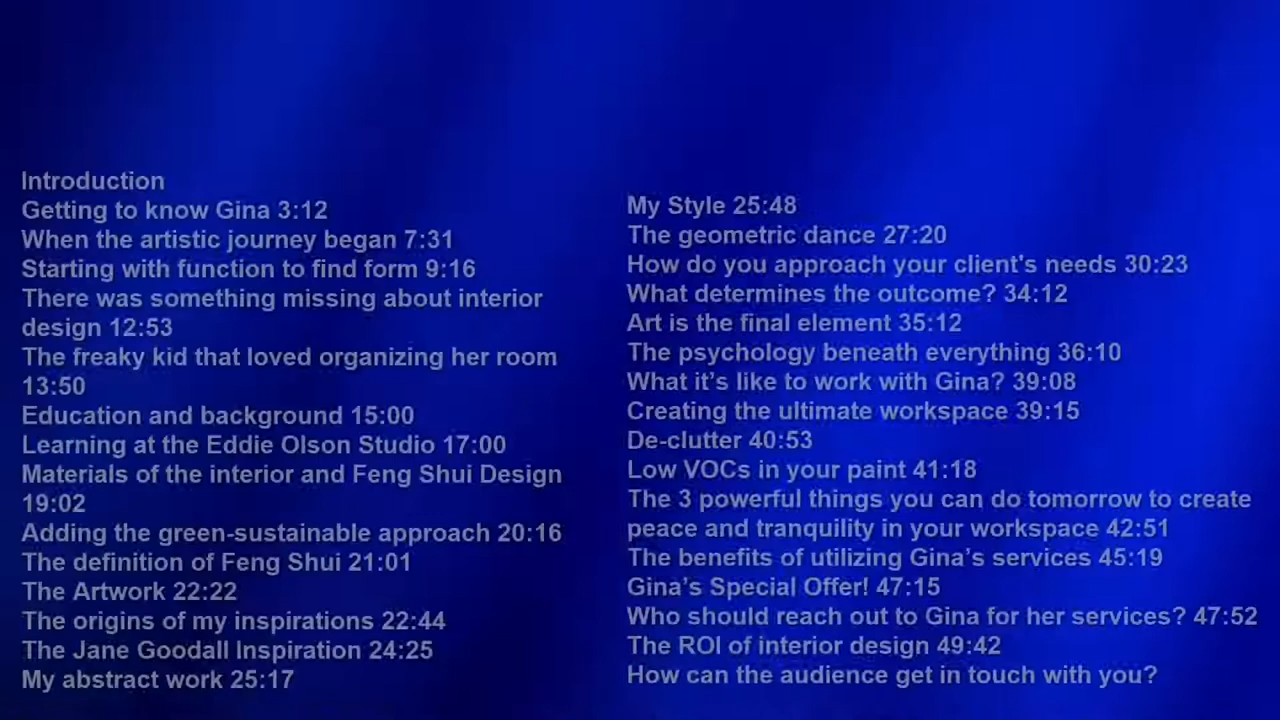 Introduction
Getting to know Gina 3:12
When the artistic journey began 7:31
Starting with function to find form 9:16
There was something missing about interior
design 12:53
The freaky kid that loved organizing her room
13:50
Education and background 15:00
Learning at the Eddie Olson Studio 17:00
Materials of the interior and Feng Shui Design
19:02
Adding the green-sustainable approach 20:16
The definition of Feng Shui 21:01
The Artwork 22:22
The origins of my inspirations 22:44
The Jane Goodall Inspiration 24:25
My abstract work 25:17
My Style 25:48
The geometric dance 27:20
How do you approach your client's needs 30:23
What determines the outcome? 34:12
Art is the final element 35:12
The psychology beneath everything 36:10
What it’s like to work with Gina? 39:08
Creating the ultimate workspace 39:15
De-clutter 40:53
Low VOCs in your paint 41:18
The 3 powerful things you can do tomorrow to create
peace and tranquility in your workspace 42:51
The benefits of utilizing Gina’s services 45:19
Gina’s Special Offer! 47:15
Who should reach out to Gina for her services? 47:52
The ROI of interior design 49:42
How can the audience get in touch with you?